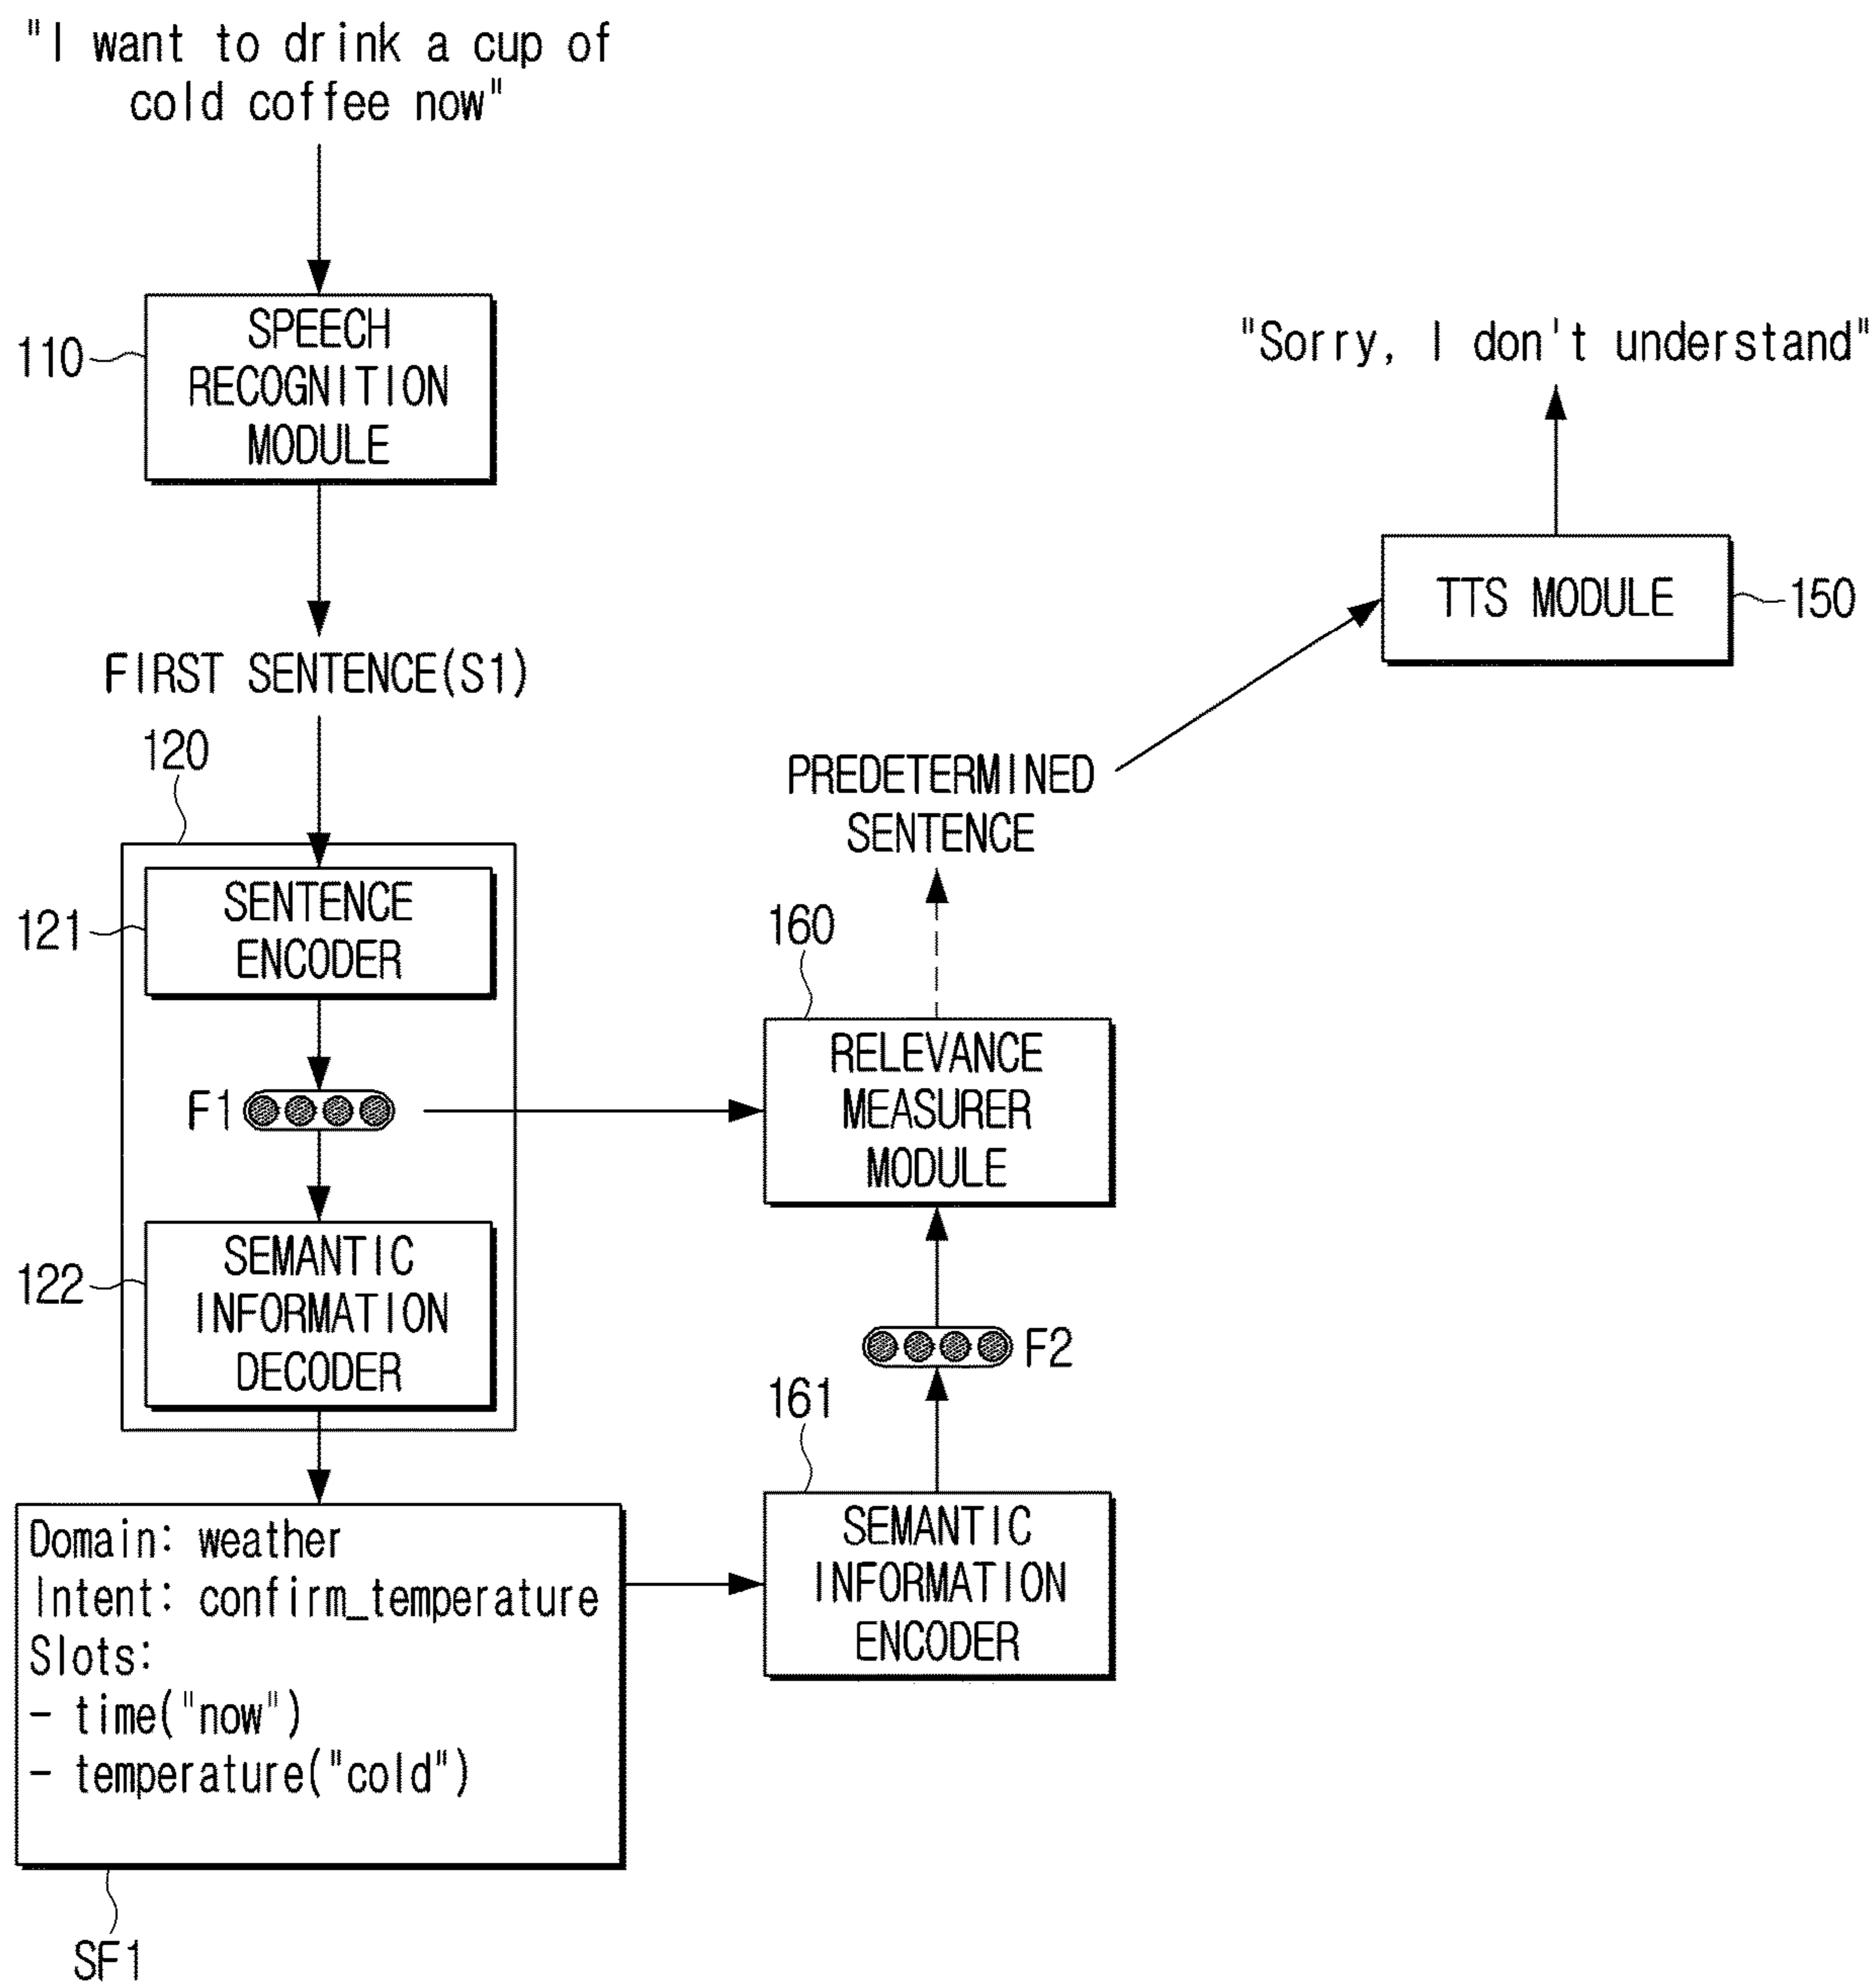 "I want to drink a cup of
cold coffee now"
110
SPEECH
RECOGNITION
MODULE
FIRST SENTENCE(S1)
120
121
SENTENCE
ENCODER
F1
122
SEMANTIC
INFORMATION
DECODER
Domain: weather
Intent: confirm_temperature
Slots:
- time("now")
- temperature("cold")
SF1
161
SEMANTIC
INFORMATION
ENCODER
F2
160
RELEVANCE
MEASURER
MODULE
PREDETERMINED
SENTENCE
TTS MODULE
150
"Sorry, I don't understand"